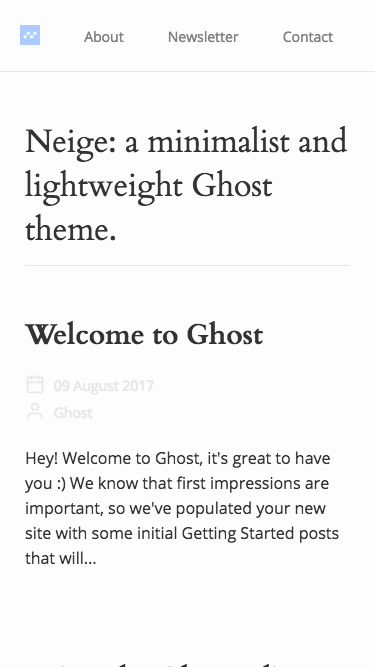 About Newsletter Contact
Neige: a minimalist and
lightweight Ghost
theme.
Welcome to Ghost
09 August 2017
Ghost
Hey! Welcome to Ghost, it's great to have
you :) We know that first impressions are
important, so we've populated your new
site with some initial Getting Started posts
that will...